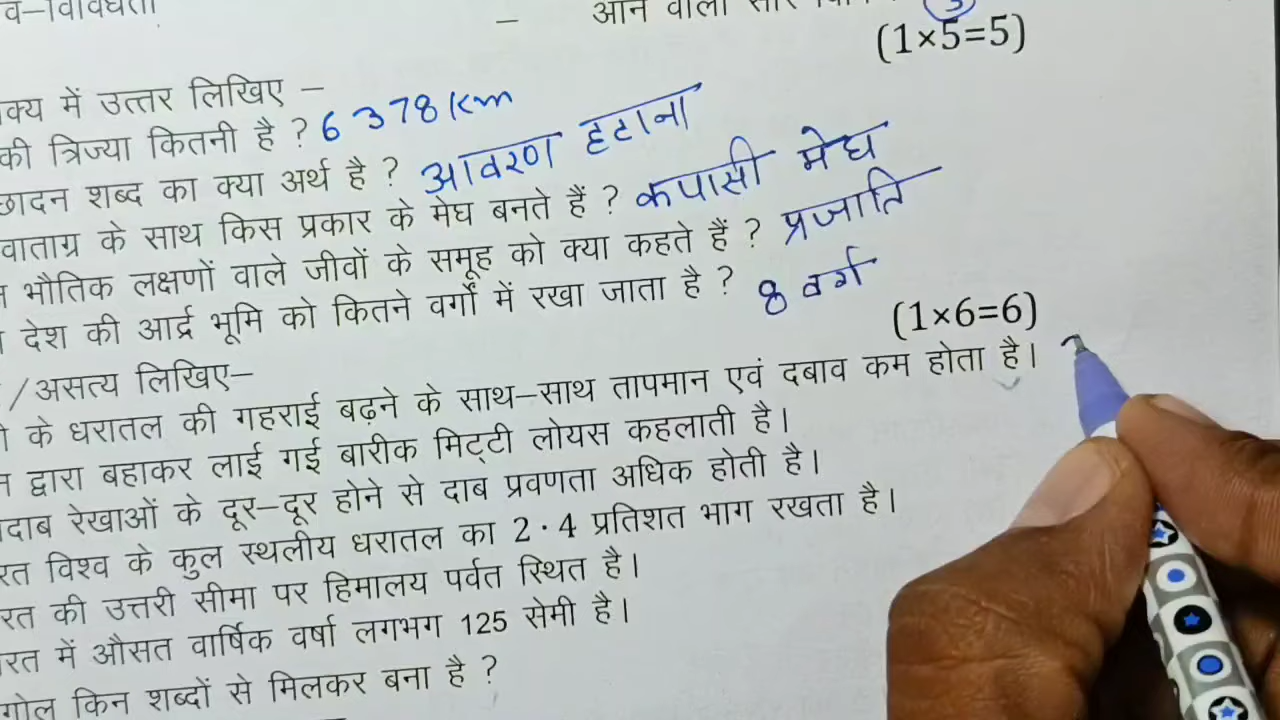 व-विविधता - आने वाला
(1×5=5)
क्य में उत्तर लिखिए -
की त्रिज्या कितनी है ? 6378 Km
छादन शब्द का क्या अर्थ है ? आवरण हटाना
वाताग्र के साथ किस प्रकार के मेघ बनते हैं ? कपासी मेघ
भौतिक लक्षणों वाले जीवों के समूह को क्या कहते हैं ? प्रजाति
देश की आर्द्र भूमि को कितने वर्गों में रखा जाता है ? 8 वर्ग
(1×6=6)
/असत्य लिखिए-
के धरातल की गहराई बढ़ने के साथ-साथ तापमान एवं दबाव कम होता है।
द्वारा बहाकर लाई गई बारीक मिट्टी लोयस कहलाती है।
दाब रेखाओं के दूर-दूर होने से दाब प्रवणता अधिक होती है।
रत विश्व के कुल स्थलीय धरातल का 2·4 प्रतिशत भाग रखता है।
रत की उत्तरी सीमा पर हिमालय पर्वत स्थित है।
रत में औसत वार्षिक वर्षा लगभग 125 सेमी है।
गोल किन शब्दों से मिलकर बना है ?